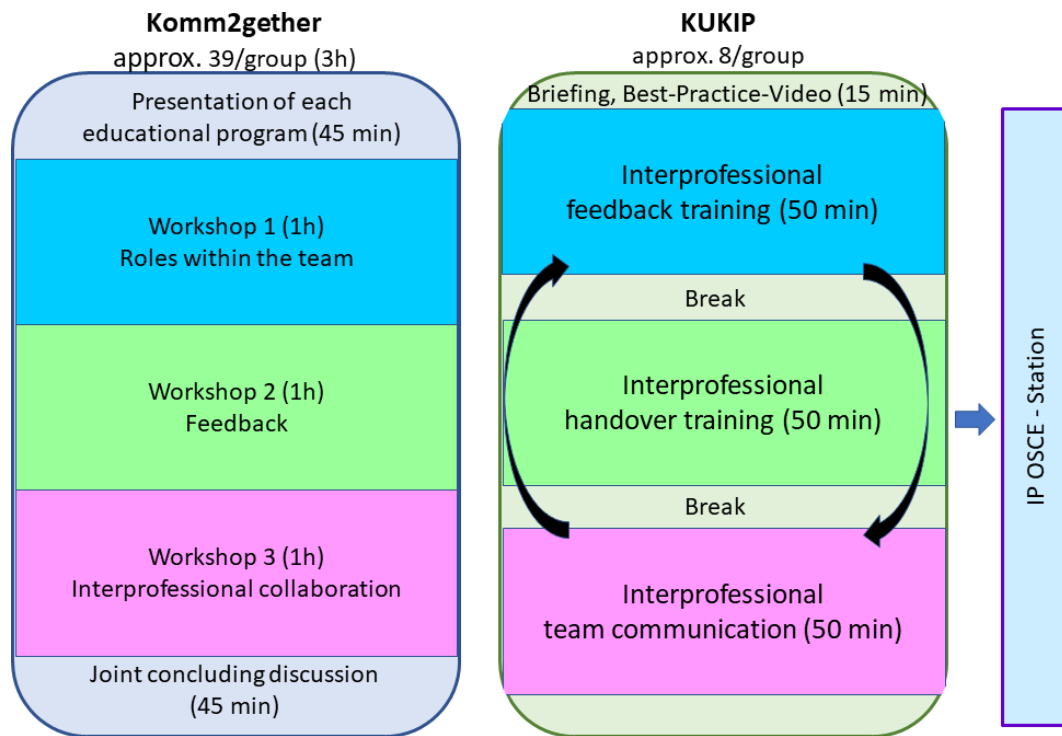 Komm2gether
approx. 39/group (3h)
Presentation of each
educational program (45 min)
Workshop 1 (1h)
Roles within the team
Workshop 2 (1h)
Feedback
Workshop 3 (1h)
Interprofessional collaboration
Joint concluding discussion
(45 min)
KUKIP
approx. 8/group
Briefing, Best-Practice-Video (15 min)
Interprofessional
feedback training (50 min)
Break
Interprofessional
handover training (50 min)
Break
Interprofessional
team communication (50 min)
IP OSCE - Station